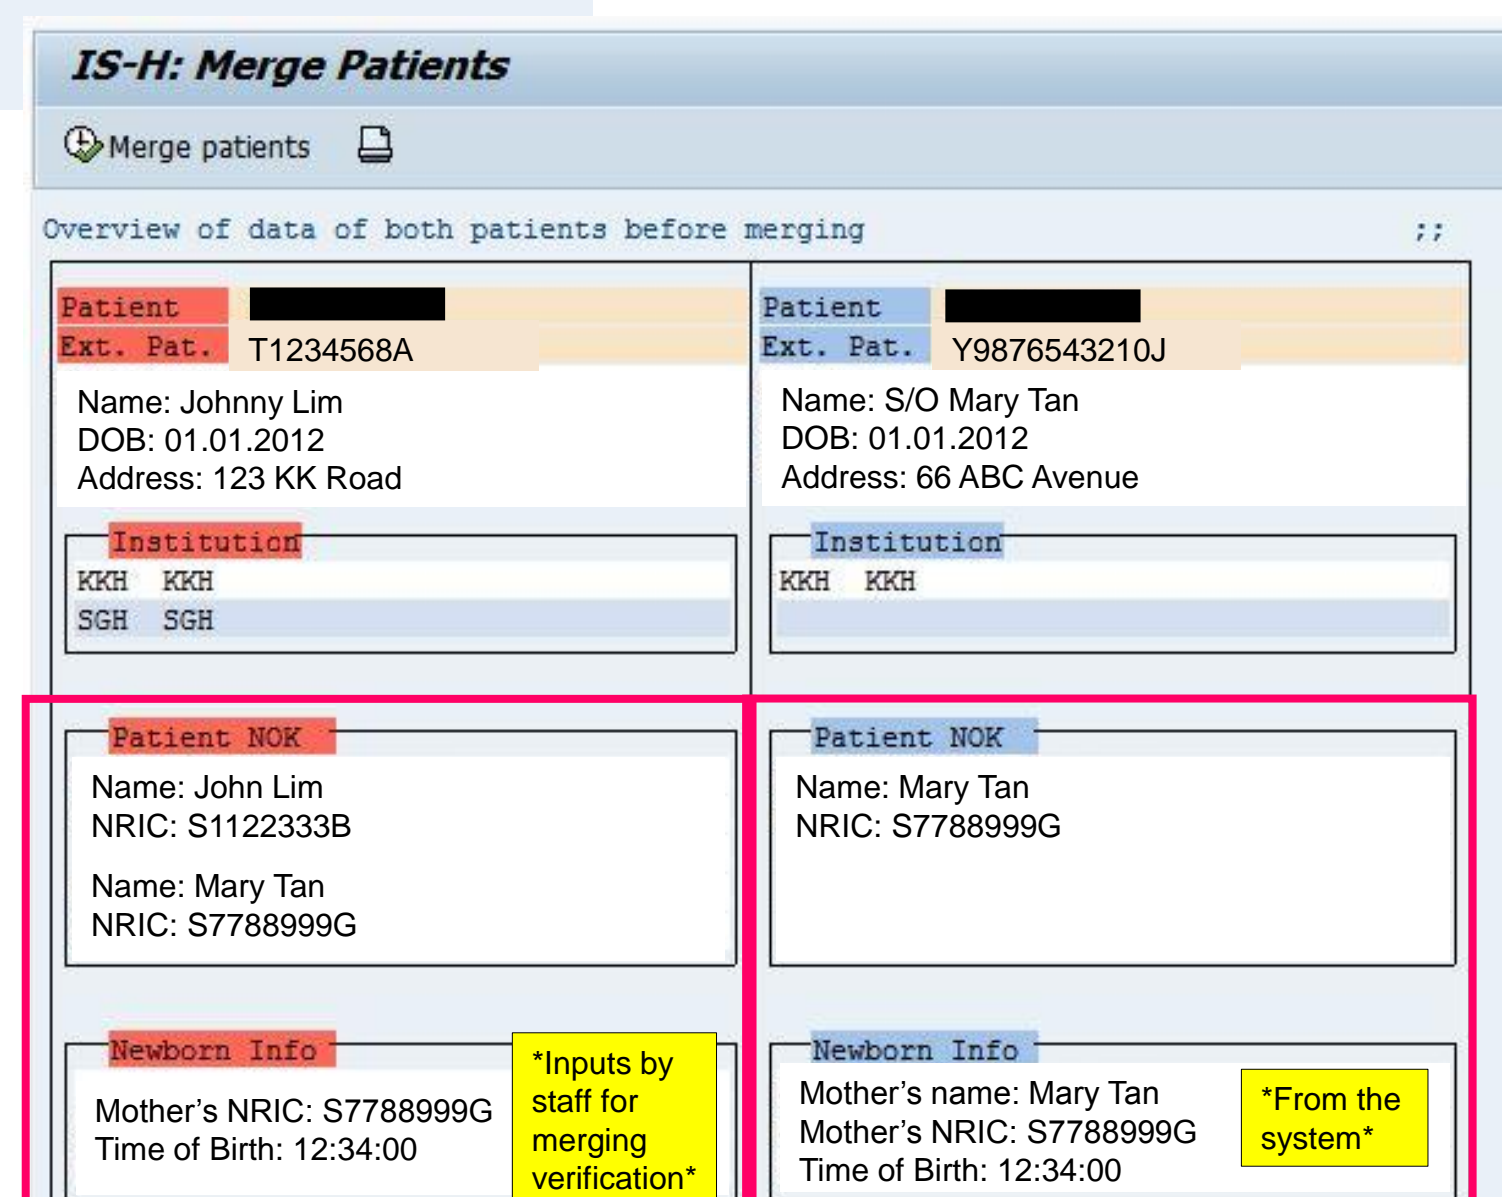 IS-H: Merge Patients
Merge patients
Overview of data of both patients before merging ;;
Patient
Ext. Pat. T1234568A
Name: Johnny Lim
DOB: 01.01.2012
Address: 123 KK Road
Institution
KKH KKH
SGH SGH
Patient NOK
Name: John Lim
NRIC: S1122333B
Name: Mary Tan
NRIC: S7788999G
Newborn Info
Mother's NRIC: S7788999G
Time of Birth: 12:34:00
*Inputs by
staff for
merging
verification*
Patient
Ext. Pat. Y9876543210J
Name: S/O Mary Tan
DOB: 01.01.2012
Address: 66 ABC Avenue
Institution
KKH KKH
Patient NOK
Name: Mary Tan
NRIC: S7788999G
Newborn Info
Mother’s name: Mary Tan
Mother’s NRIC: S7788999G
Time of Birth: 12:34:00
*From the
system*